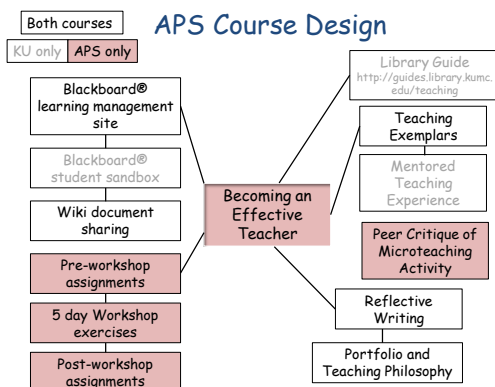 APS Course Design
Both courses
KU only
APS only
Blackboard®
learning management
site
Blackboard®
student sandbox
Wiki document
sharing
Pre-workshop
assignments
5 day Workshop
exercises
Post-workshop
assignments
Becoming an
Effective
Teacher
Library Guide
http://guides.library.kumc.
edu/teaching
Teaching
Exemplars
Mentored
Teaching
Experience
Peer Critique of
Microteaching
Activity
Reflective
Writing
Portfolio and
Teaching Philosophy